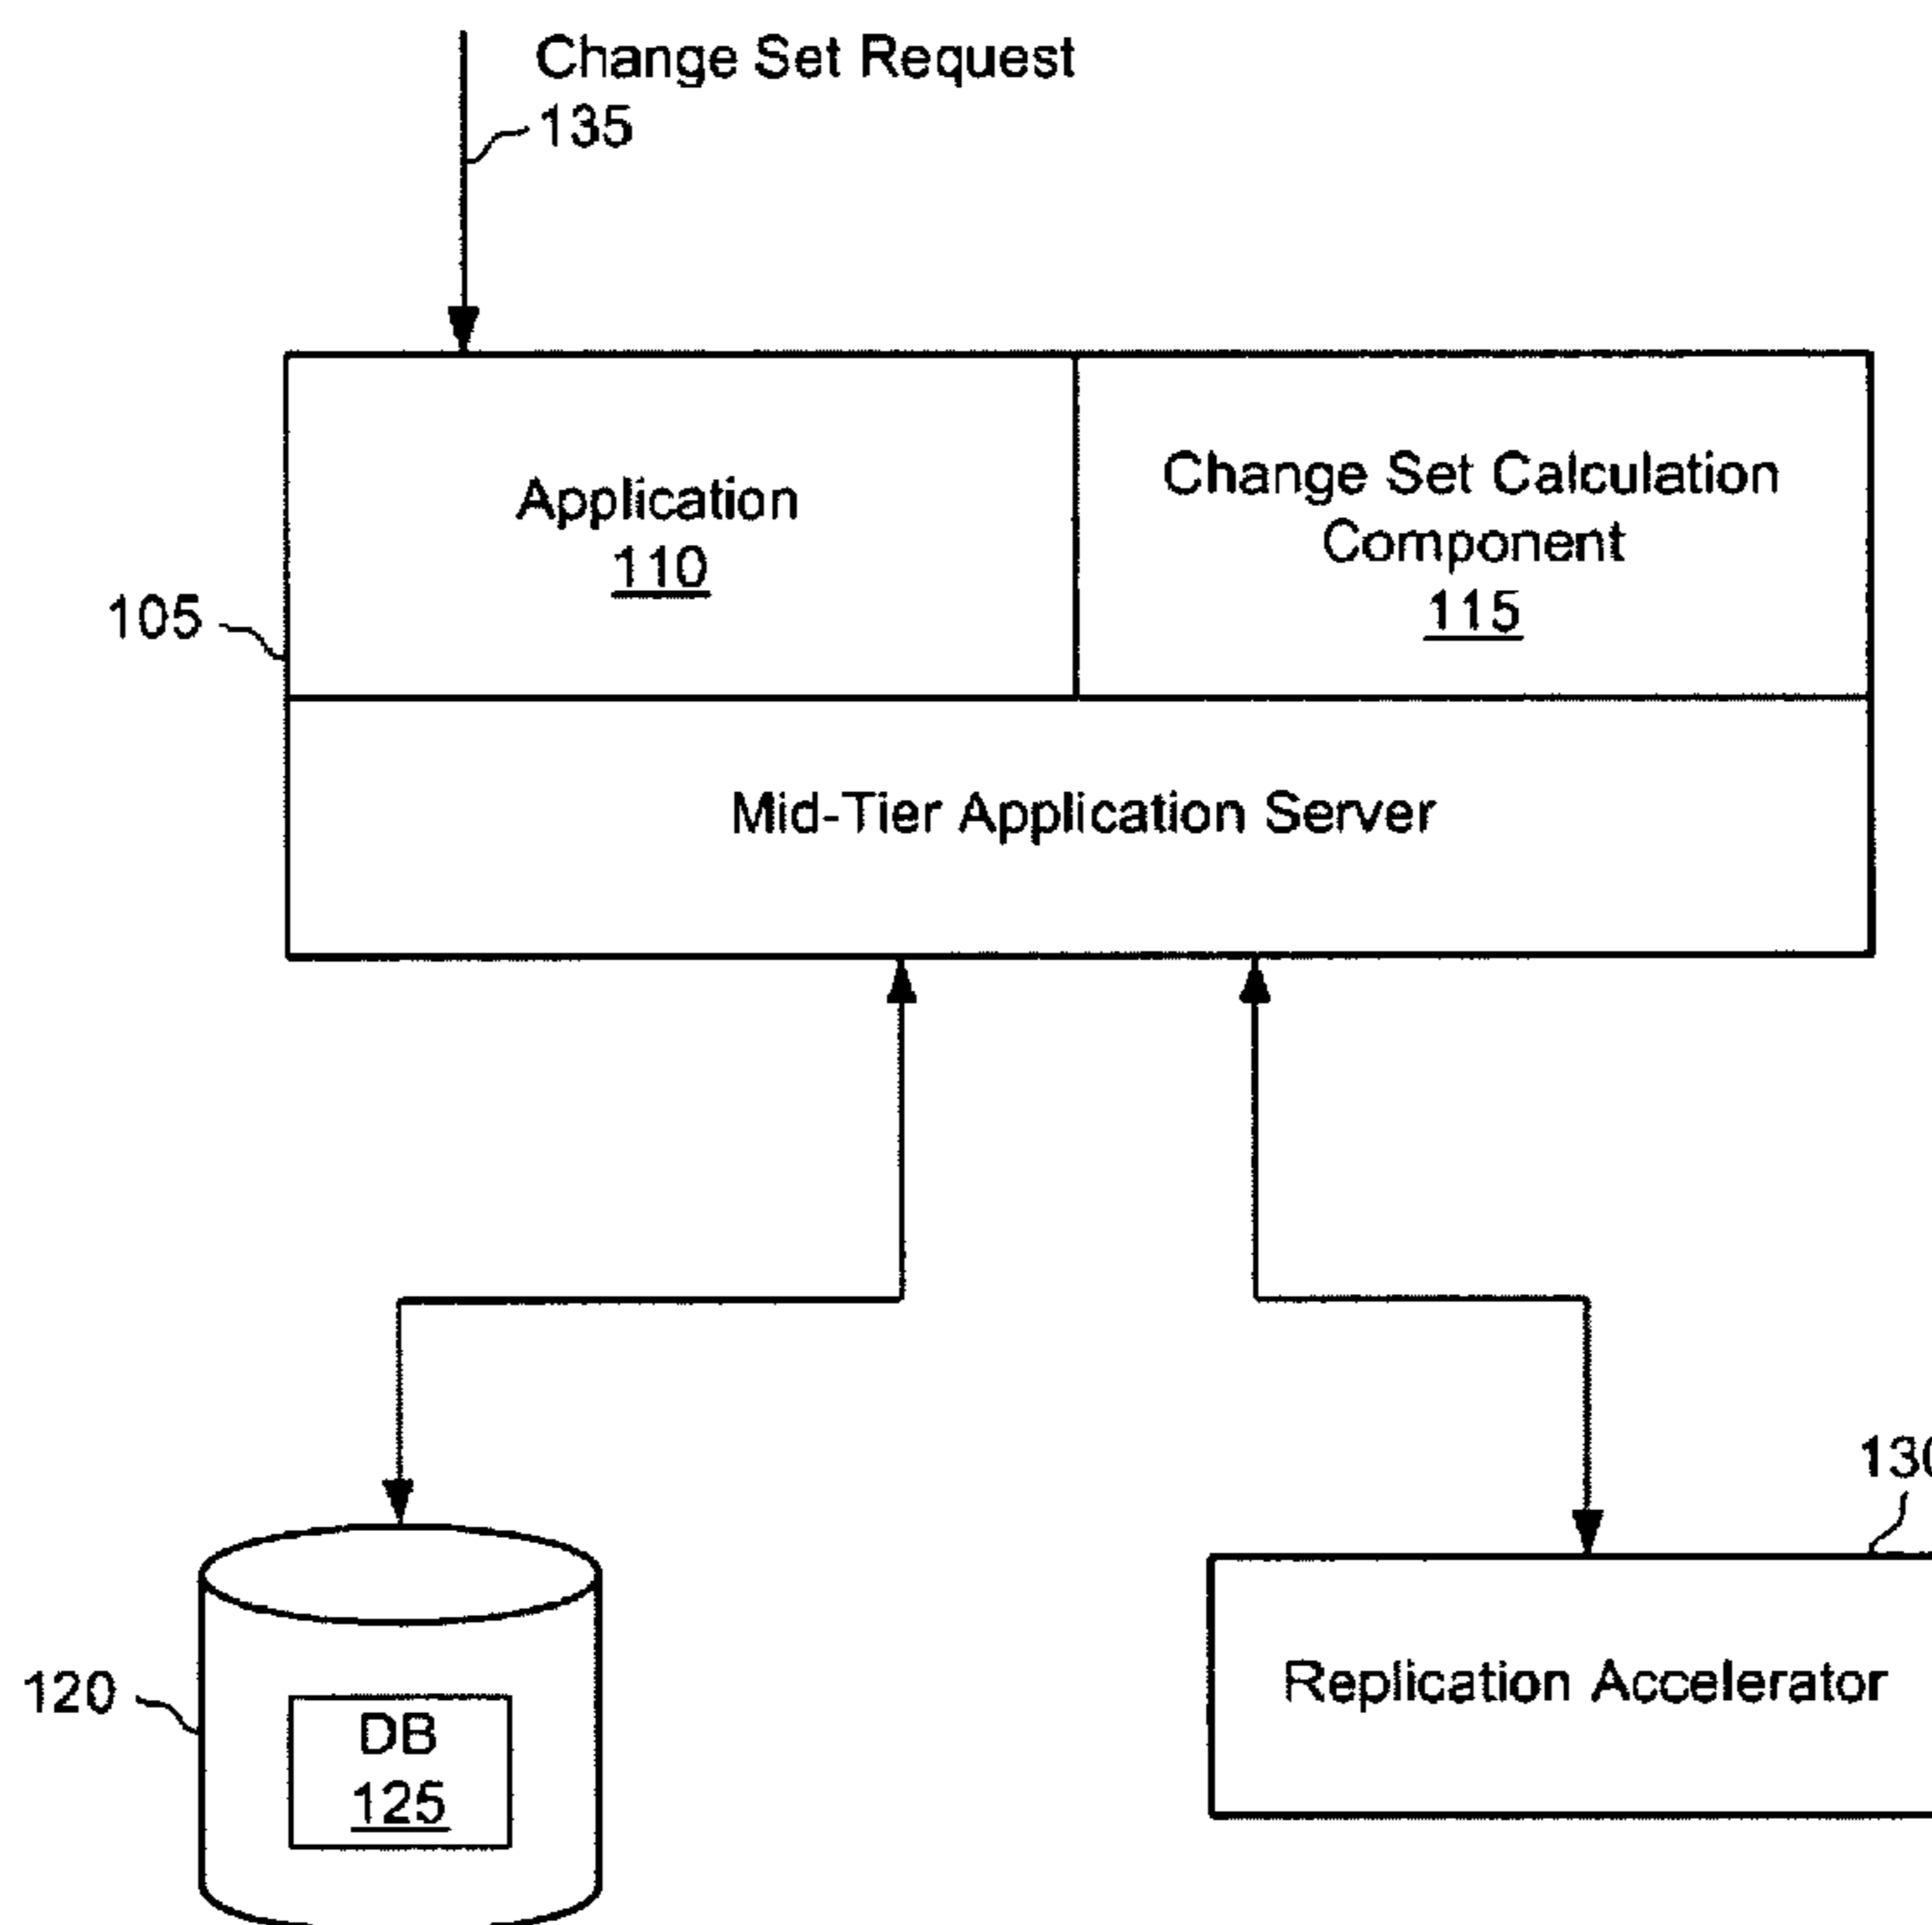 Change Set Request
135
Application
110
Change Set Calculation
Component
115
105
Mid-Tier Application Server
130
Replication Accelerator
120
DB
125